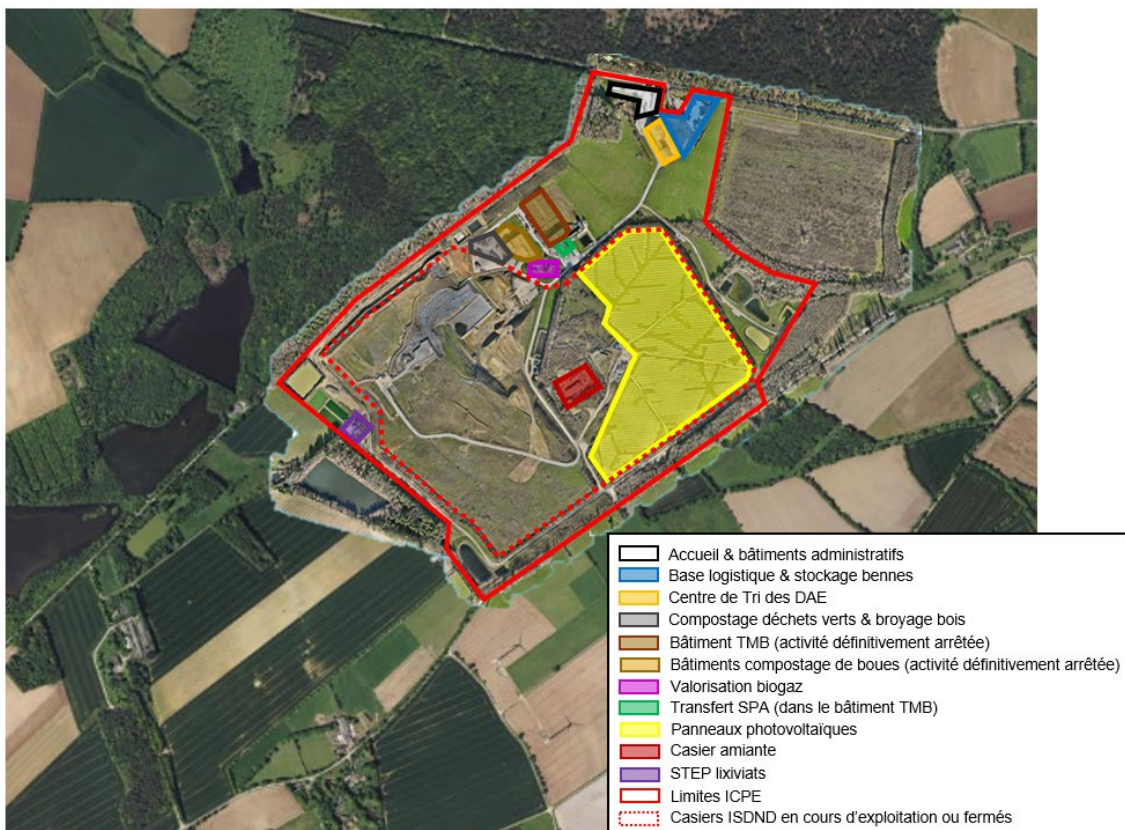 Accueil & bâtiments administratifs
Base logistique & stockage bennes
Centre de Tri des DAE
Compostage déchets verts & broyage bois
Bâtiment TMB (activité définitivement arrêtée)
Bâtiments compostage de boues (activité définitivement arrêtée)
Valorisation biogaz
Transfert SPA (dans le bâtiment TMB)
Panneaux photovoltaïques
Casier amiante
STEP lixiviats
Limites ICPE
Casiers ISDND en cours d'exploitation ou fermés